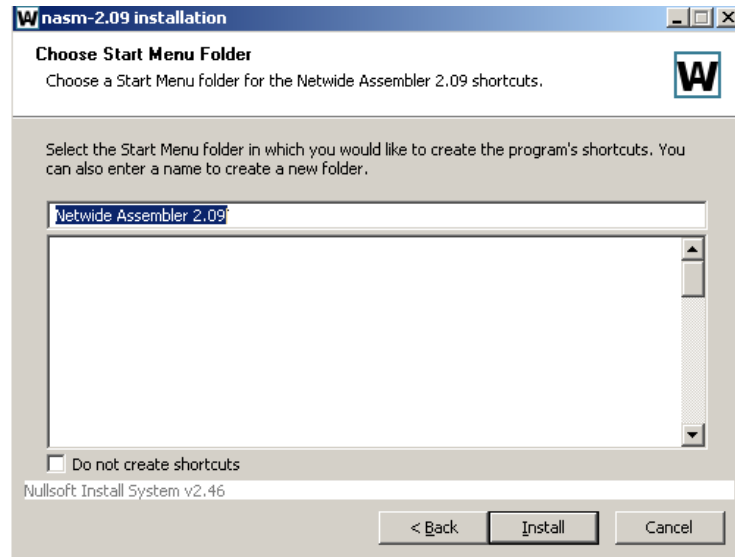 nasm-2.09 installation
Choose Start Menu Folder
Choose a Start Menu folder for the Netwide Assembler 2.09 shortcuts.
Select the Start Menu folder in which you would like to create the program's shortcuts. You
can also enter a name to create a new folder.
Netwide Assembler 2.09
Do not create shortcuts
Nullsoft Install System v2.46
< Back Install Cancel